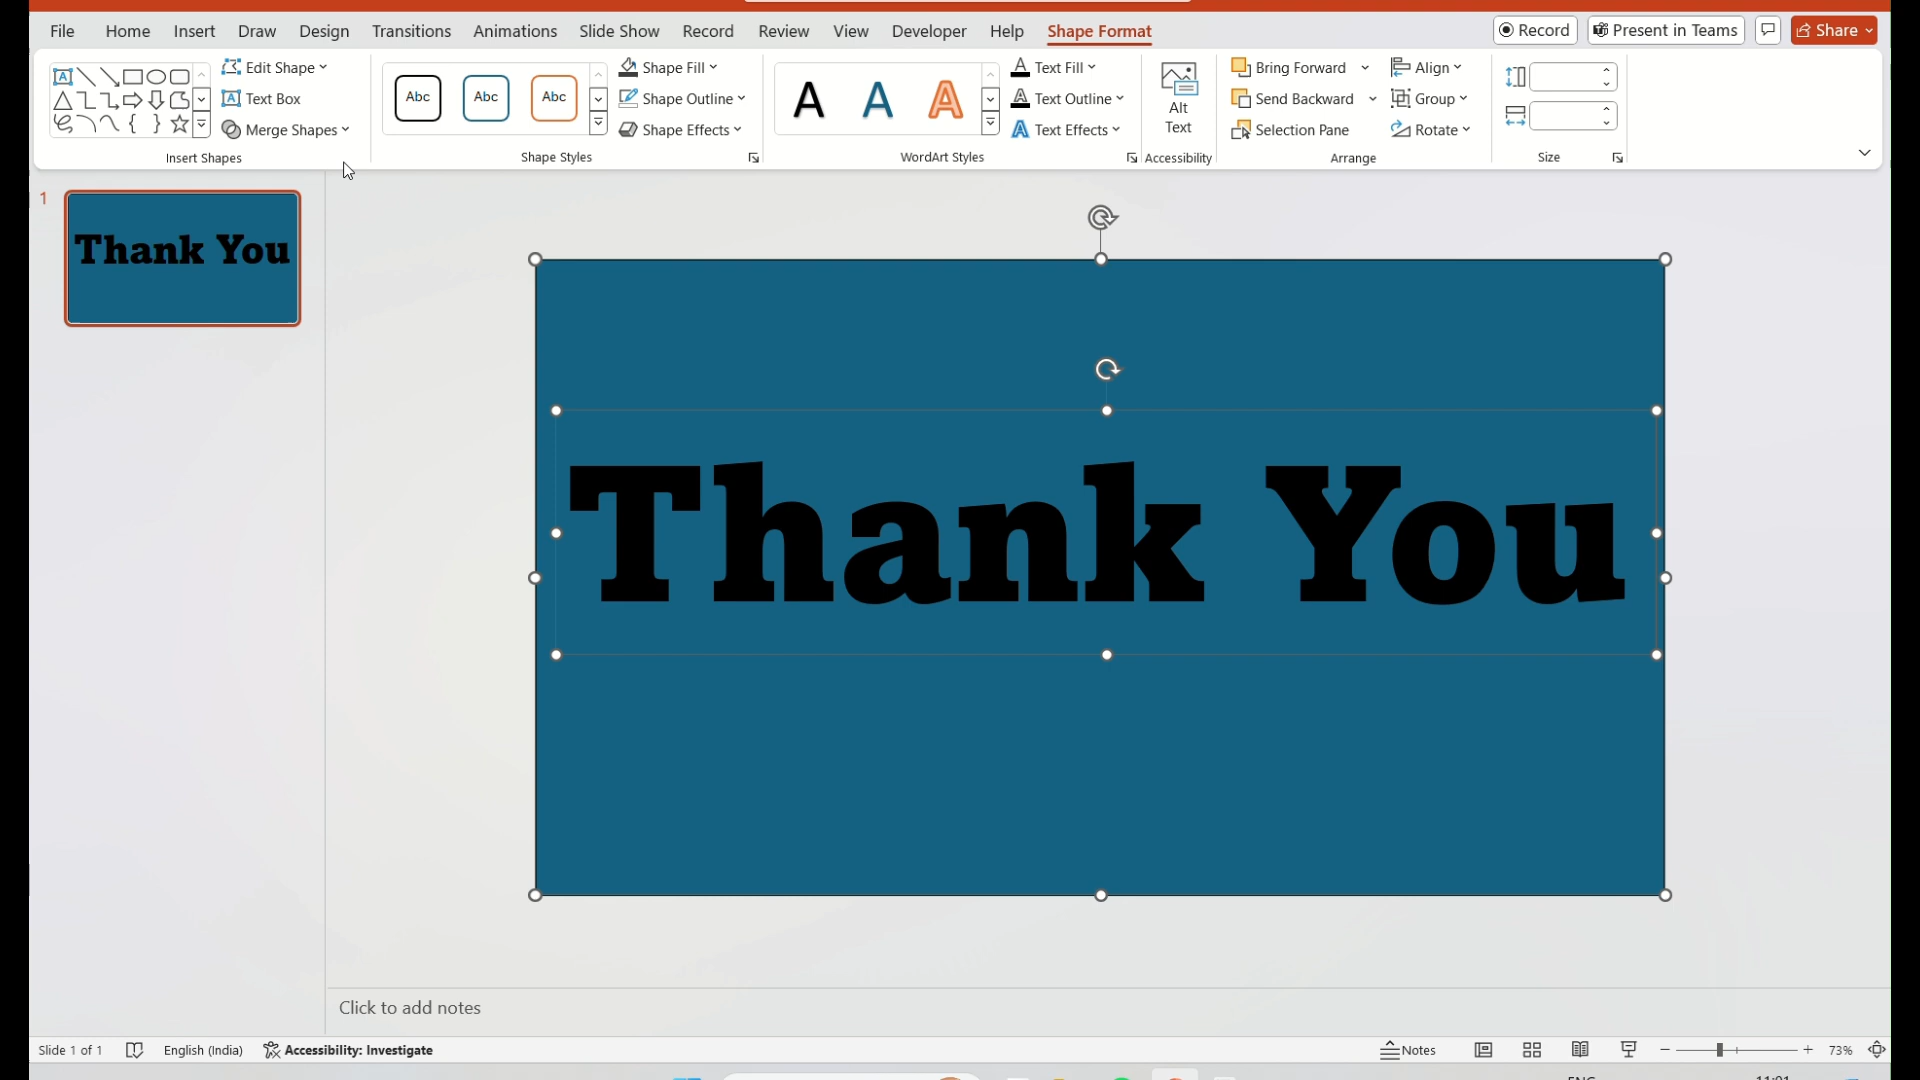 File Home Insert Draw Design Transitions Animations Slide Show Record Review View Developer Help Shape Format Record Present in Teams Share
Edit Shape
Text Box
Merge Shapes
Insert Shapes
Abc Abc Abc
Shape Fill
Shape Outline
Shape Effects
Shape Styles
A A A
Text Fill
Text Outline
Text Effects
WordArt Styles
Alt
Text
Accessibility
Bring Forward
Send Backward
Selection Pane
Align
Group
Rotate
Arrange
Size
1
Thank You
Thank You
Click to add notes
Slide 1 of 1 English (India) Accessibility: Investigate Notes 73%